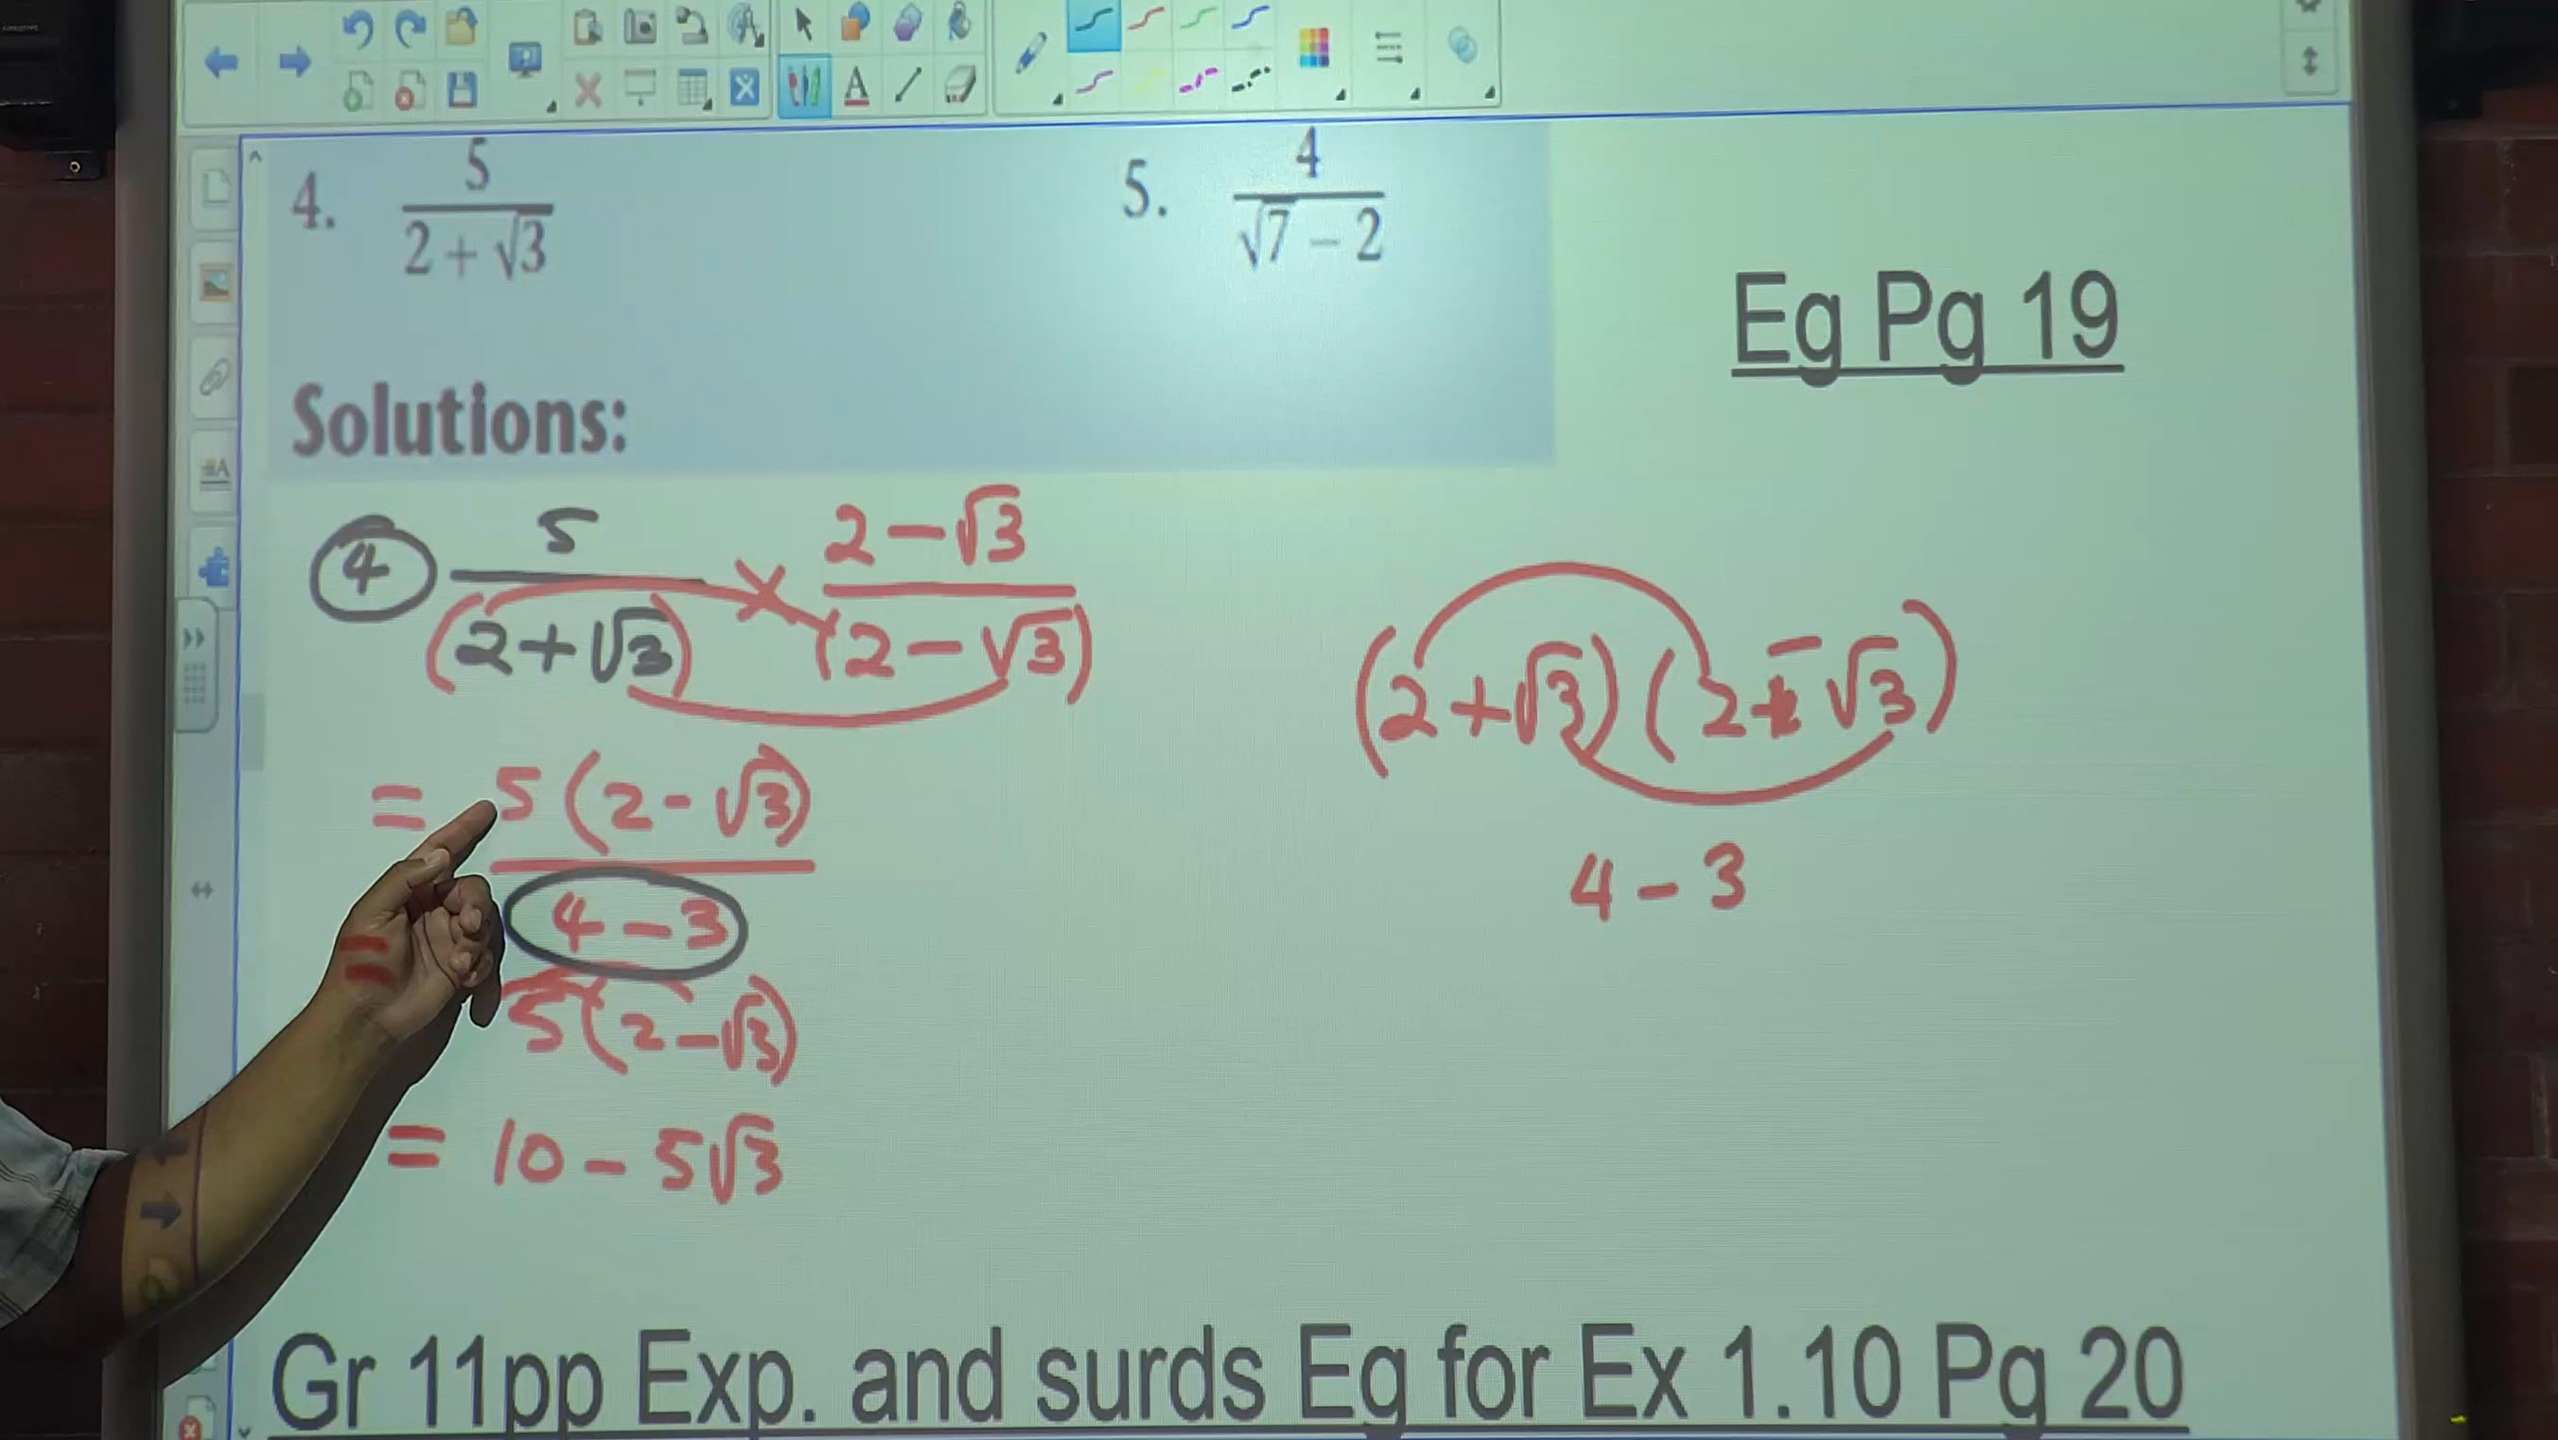 4. 5/(2 + √3) 5. 4/(√7 − 2)
Eg Pg 19
Solutions:
④ 5/(2+√3) × (2−√3)/(2−√3)
(2+√3)(2−√3)
= 5(2−√3)/(4−3)
4−3
= 5(2−√3)
= 10 − 5√3
Gr 11pp Exp. and surds Eg for Ex 1.10 Pg 20